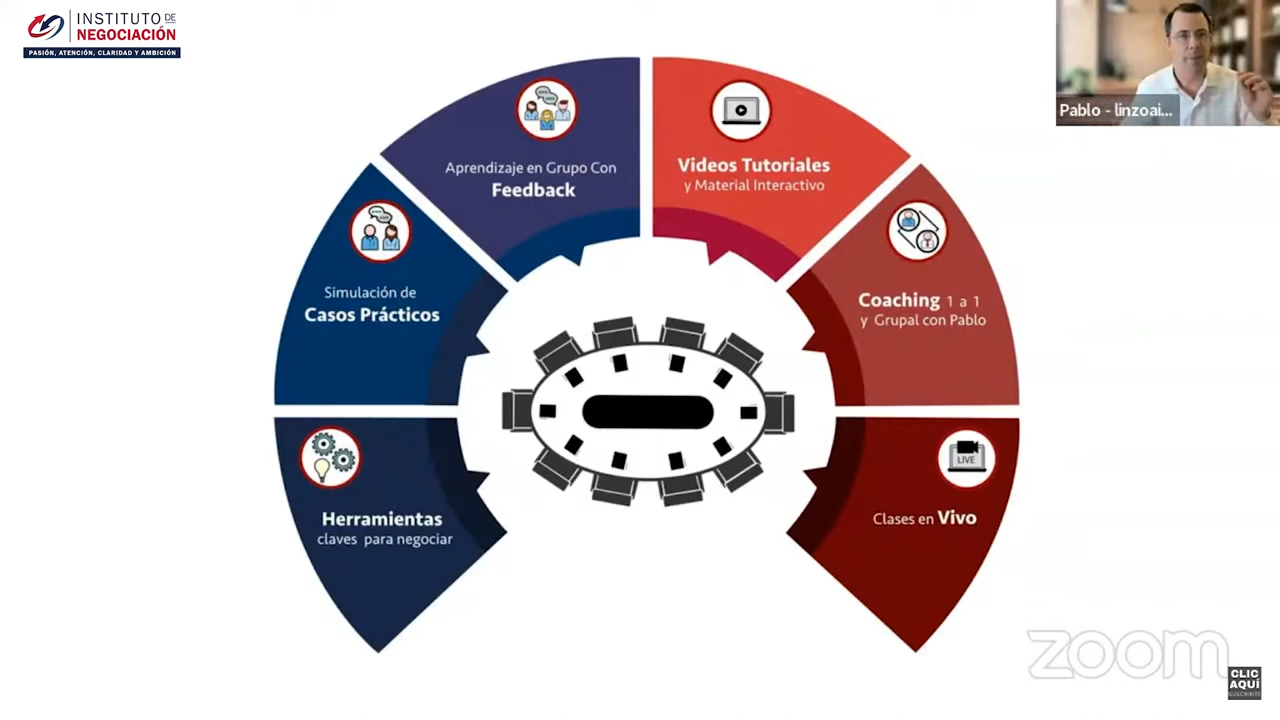 INSTITUTO DE
NEGOCIACIÓN
PASIÓN, ATENCIÓN, CLARIDAD Y AMBICIÓN
Pablo - linzoai...
Aprendizaje en Grupo Con
Feedback
Videos Tutoriales
y Material Interactivo
Simulación de
Casos Prácticos
Coaching 1 a 1
y Grupal con Pablo
Herramientas
claves para negociar
LIVE
Clases en Vivo
zoom
CLIC
AQUÍ
SUSCRIBITE